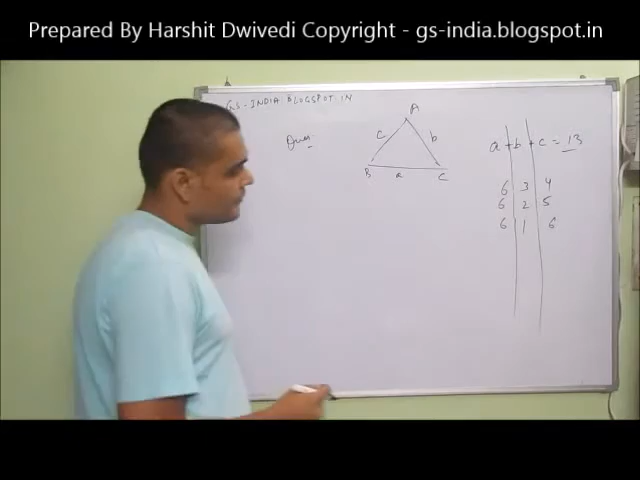 Prepared By Harshit Dwivedi Copyright - gs-india.blogspot.in
GS-INDIA BLOGSPOT IN
Ques:
A
c b
B a C
a + b + c = 13
6 3 4
6 2 5
6 1 6